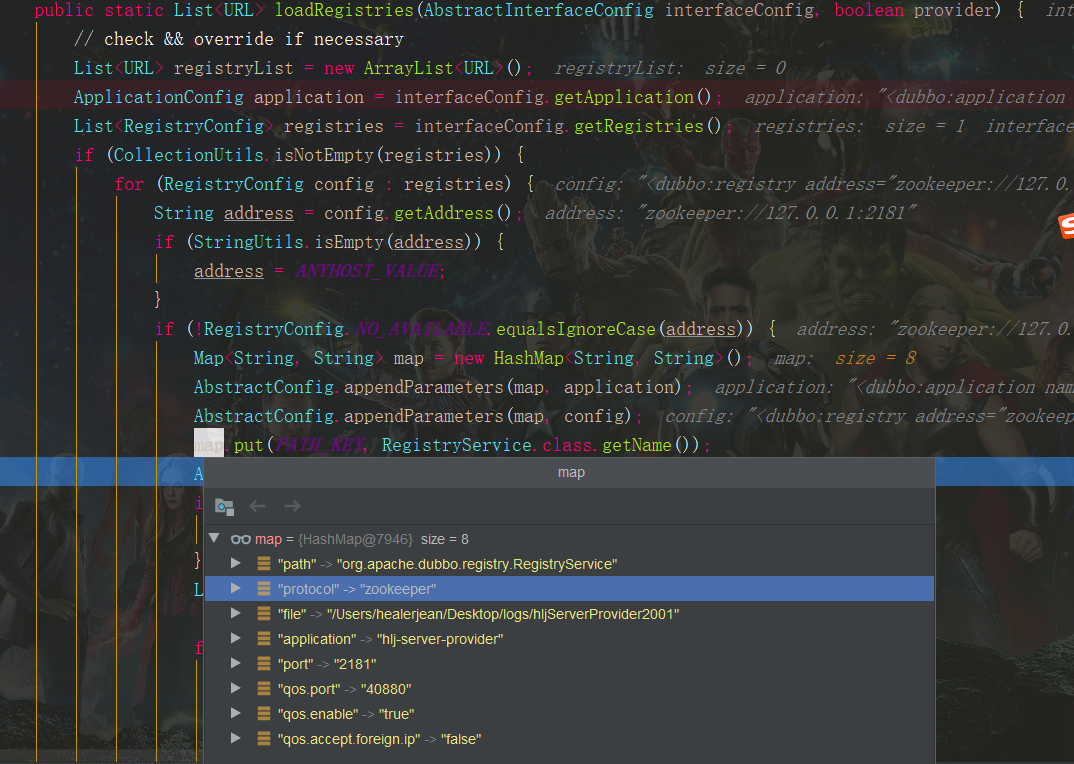 public static List<URL> loadRegistries(AbstractInterfaceConfig interfaceConfig, boolean provider) { int
// check && override if necessary
List<URL> registryList = new ArrayList<URL>(); registryList: size = 0
ApplicationConfig application = interfaceConfig.getApplication(); application: "<dubbo:application
List<RegistryConfig> registries = interfaceConfig.getRegistries(); registries: size = 1 interface
if (CollectionUtils.isNotEmpty(registries)) {
for (RegistryConfig config : registries) { config: "<dubbo:registry address="zookeeper://127.0.
String address = config.getAddress(); address: "zookeeper://127.0.0.1:2181"
if (StringUtils.isEmpty(address)) {
address = ANYHOST_VALUE;
}
if (!RegistryConfig.NO_AVAILABLE.equalsIgnoreCase(address)) { address: "zookeeper://127.0.
Map<String, String> map = new HashMap<String, String>(); map: size = 8
AbstractConfig.appendParameters(map, application); application: "<dubbo:application nam
AbstractConfig.appendParameters(map, config); config: "<dubbo:registry address="zookeep
map.put(PATH_KEY, RegistryService.class.getName());
A
map
i
map = {HashMap@7946} size = 8
}
"path" -> "org.apache.dubbo.registry.RegistryService"
L
"protocol" -> "zookeeper"
"file" -> "/Users/healerjean/Desktop/logs/hljServerProvider2001"
"application" -> "hlj-server-provider"
f
"port" -> "2181"
"qos.port" -> "40880"
"qos.enable" -> "true"
"qos.accept.foreign.ip" -> "false"